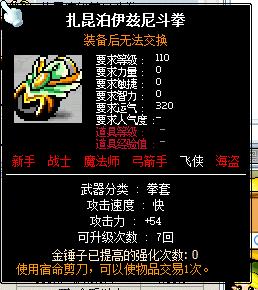 扎昆泊伊兹尼斗拳
装备后无法交换
要求等级： 110
要求力量： 0
要求敏捷： 0
要求智力： 0
要求运气： 320
要求人气度：-
道具等级： -
道具经验值：-
新手 战士 魔法师 弓箭手 飞侠 海盗
武器分类 ： 拳套
攻击速度 ： 快
攻击力 ： +54
可升级次数 ： 7回
金锤子已提高的强化次数: 0
使用宿命剪刀，可以使物品交易1次。